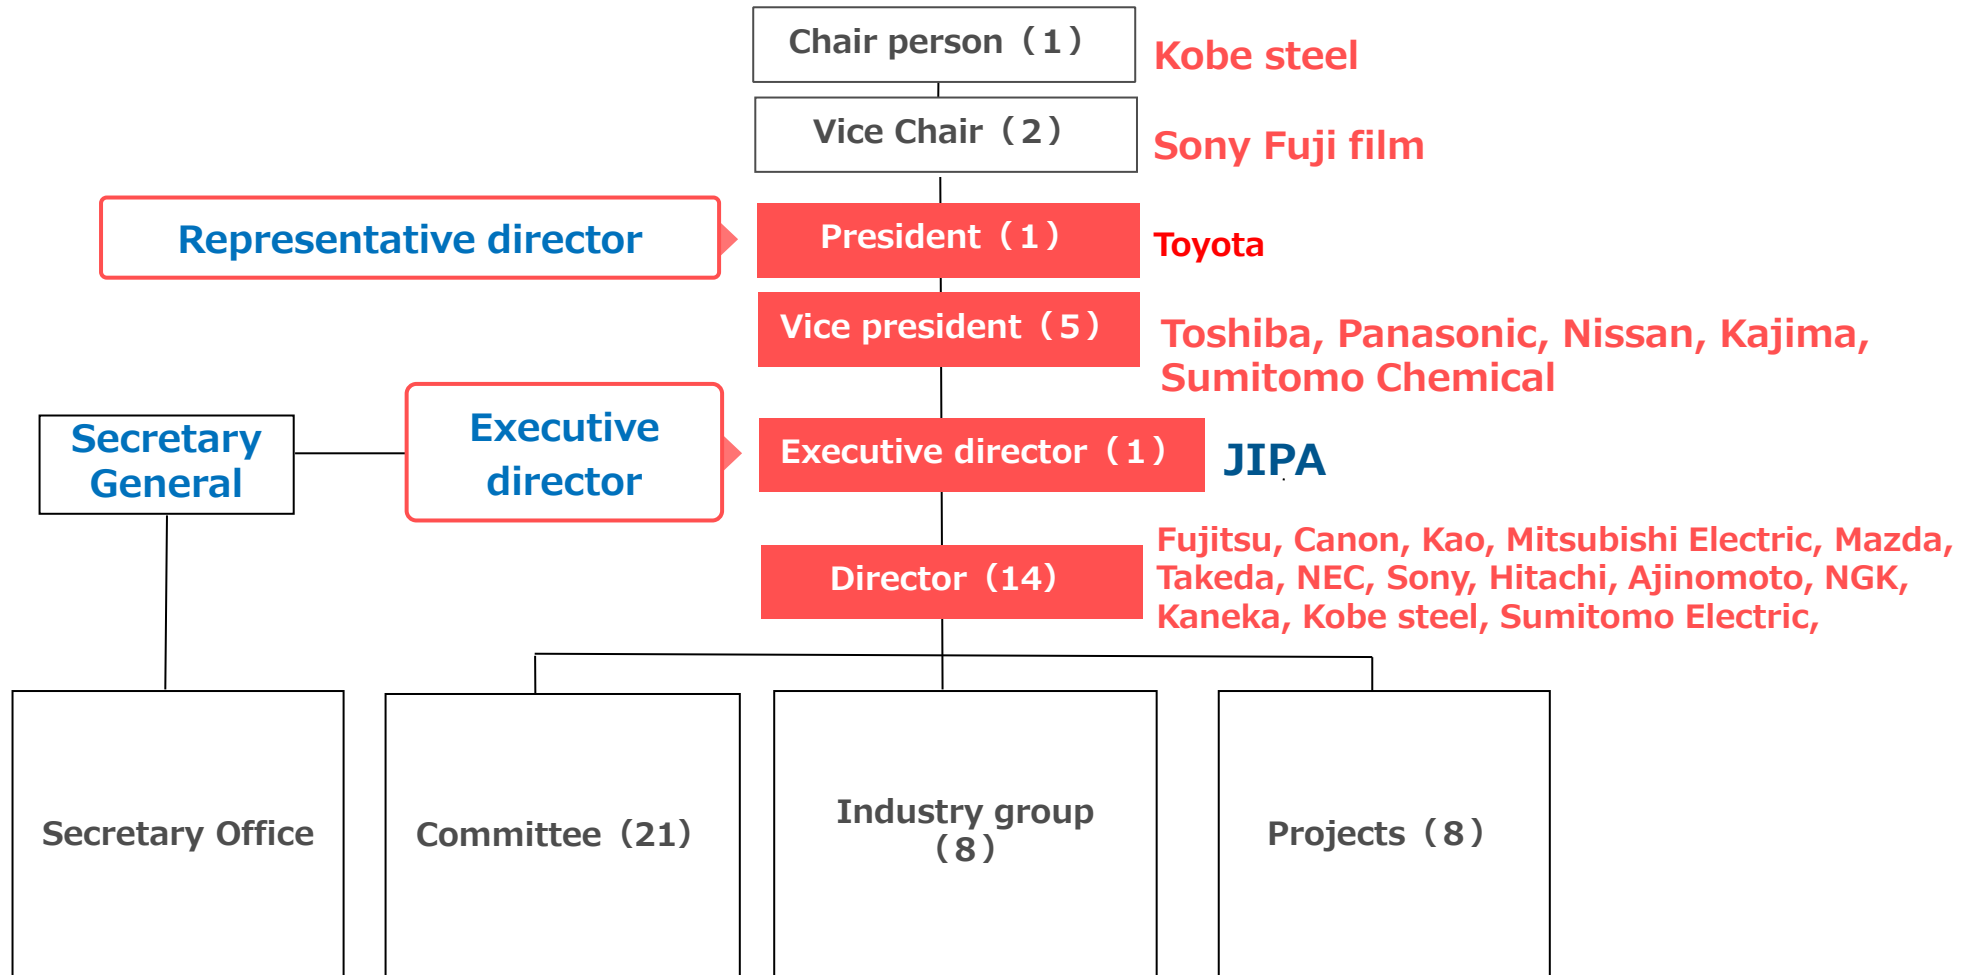 Chair person（1）
Kobe steel
Vice Chair（2）
Sony Fuji film
Representative director
President（1）
Toyota
Vice president（5）
Toshiba, Panasonic, Nissan, Kajima,
Sumitomo Chemical
Secretary
General
Executive
director
Executive director（1）
JIPA
Director（14）
Fujitsu, Canon, Kao, Mitsubishi Electric, Mazda,
Takeda, NEC, Sony, Hitachi, Ajinomoto, NGK,
Kaneka, Kobe steel, Sumitomo Electric,
Secretary Office
Committee（21）
Industry group
（8）
Projects（8）